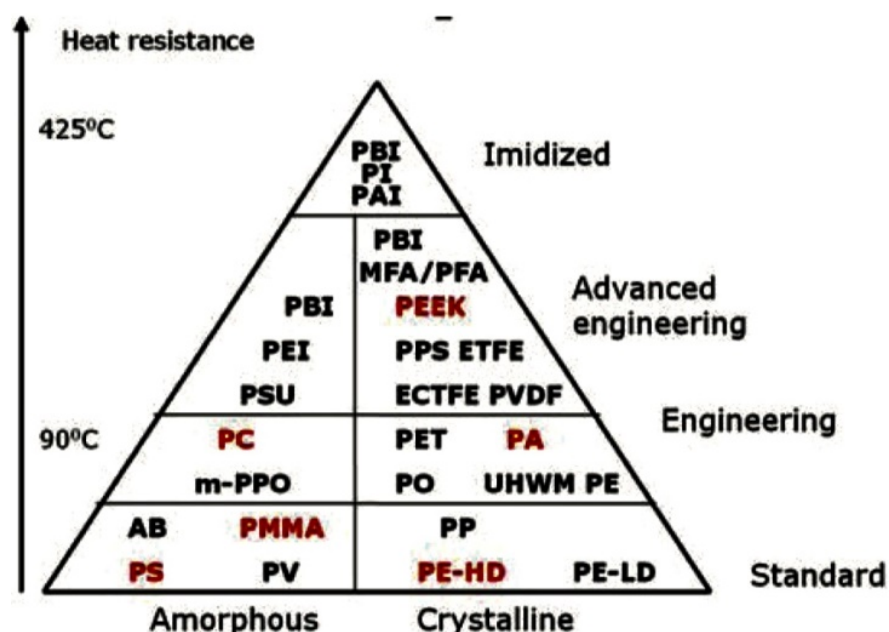 Heat resistance
425⁰C
PBI
PI
PAI
Imidized
PBI
MFA/PFA
PBI
PEEK
Advanced
engineering
PEI
PPS ETFE
PSU
ECTFE PVDF
90⁰C
PC
PET
PA
Engineering
m-PPO
PO
UHWM PE
AB
PMMA
PP
PS
PV
PE-HD
PE-LD
Standard
Amorphous
Crystalline